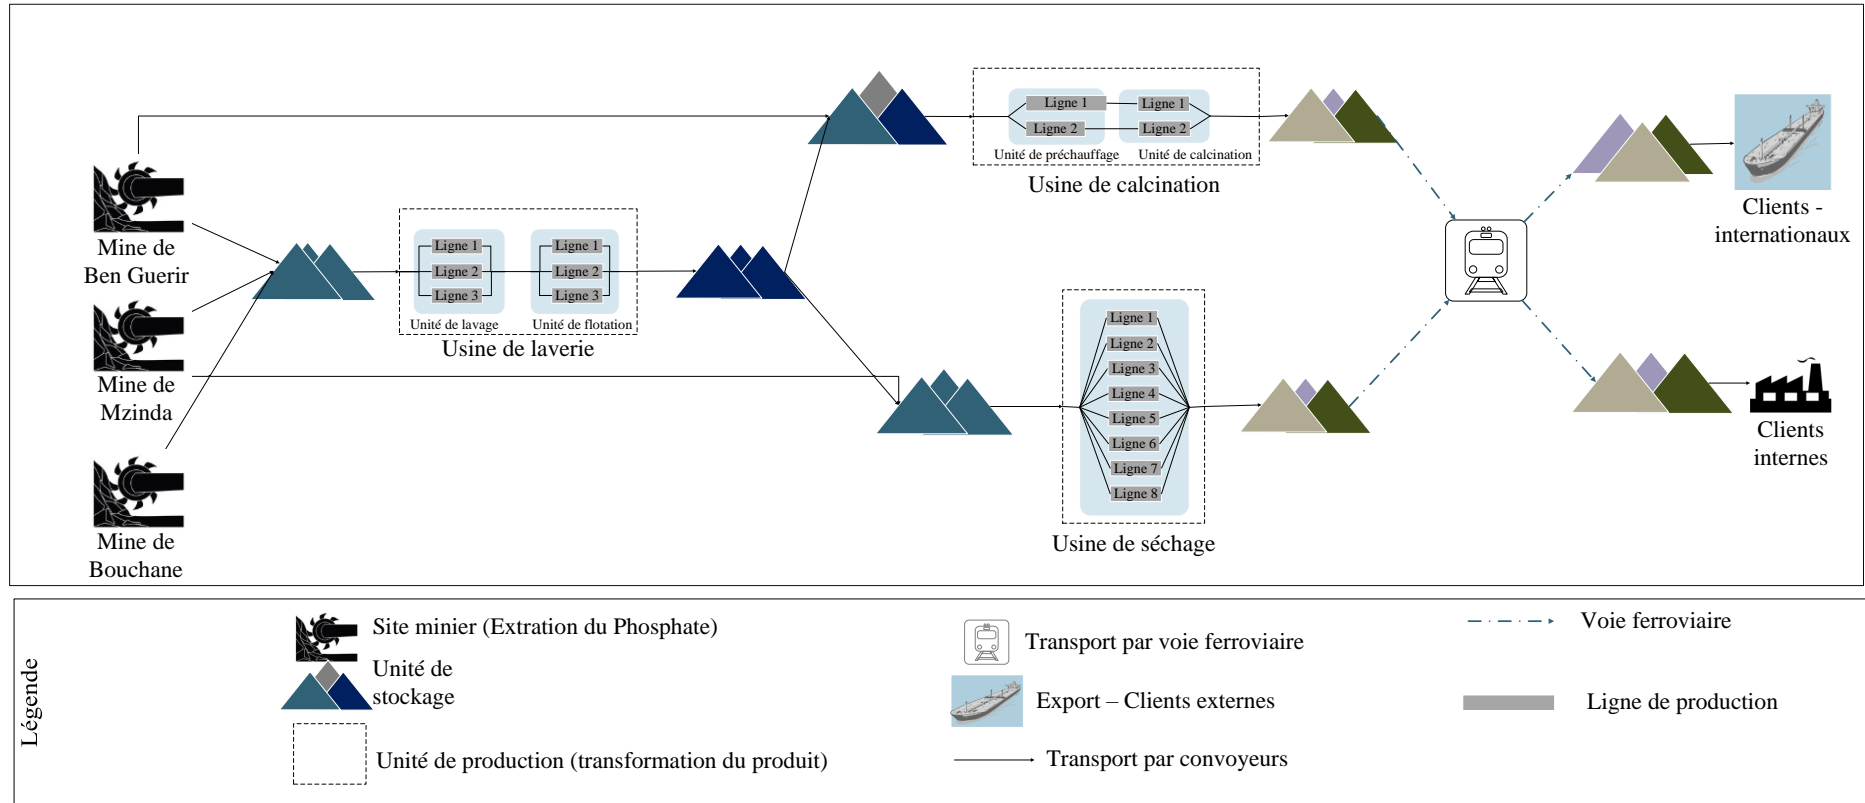 Ligne 1
Ligne 1
Ligne 2
Ligne 2
Unité de préchauffage
Unité de calcination
Usine de calcination
Mine de
Ben Guerir
Ligne 1
Ligne 2
Ligne 3
Unité de lavage
Ligne 1
Ligne 2
Ligne 3
Unité de flotation
Usine de laverie
Mine de
Mzinda
Mine de
Bouchane
Ligne 1
Ligne 2
Ligne 3
Ligne 4
Ligne 5
Ligne 6
Ligne 7
Ligne 8
Usine de séchage
Clients -
internationaux
Clients
internes
Légende
Site minier (Extration du Phosphate)
Unité de
stockage
Unité de production (transformation du produit)
Transport par voie ferroviaire
Export – Clients externes
Transport par convoyeurs
Voie ferroviaire
Ligne de production